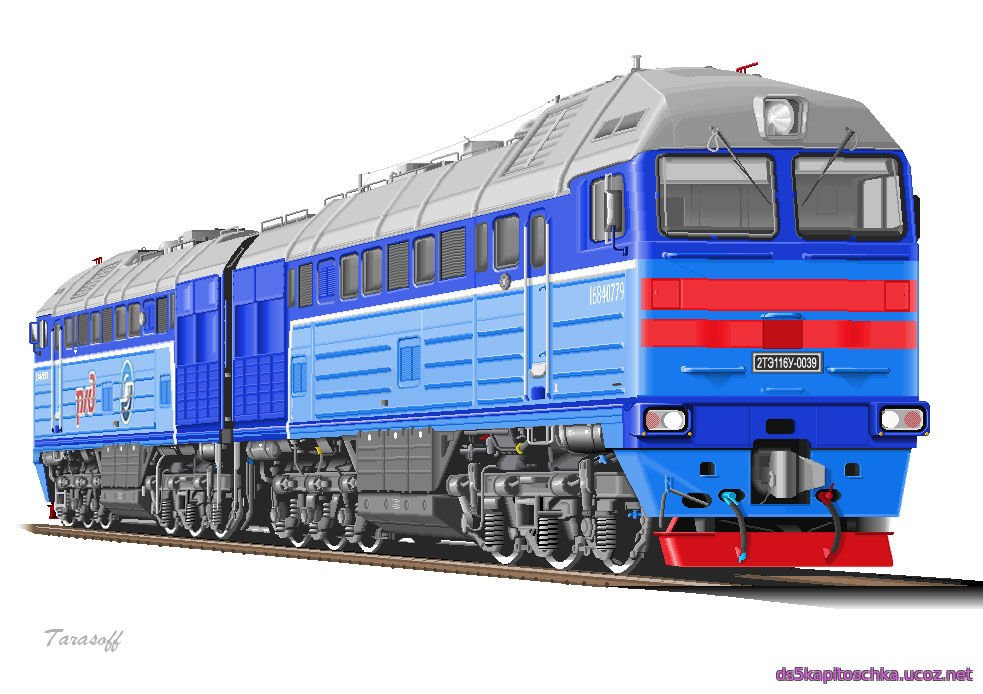 16840779
2ТЭ116У-0039
РЖД
Tarasoff
ds5kapitoschka.ucoz.net